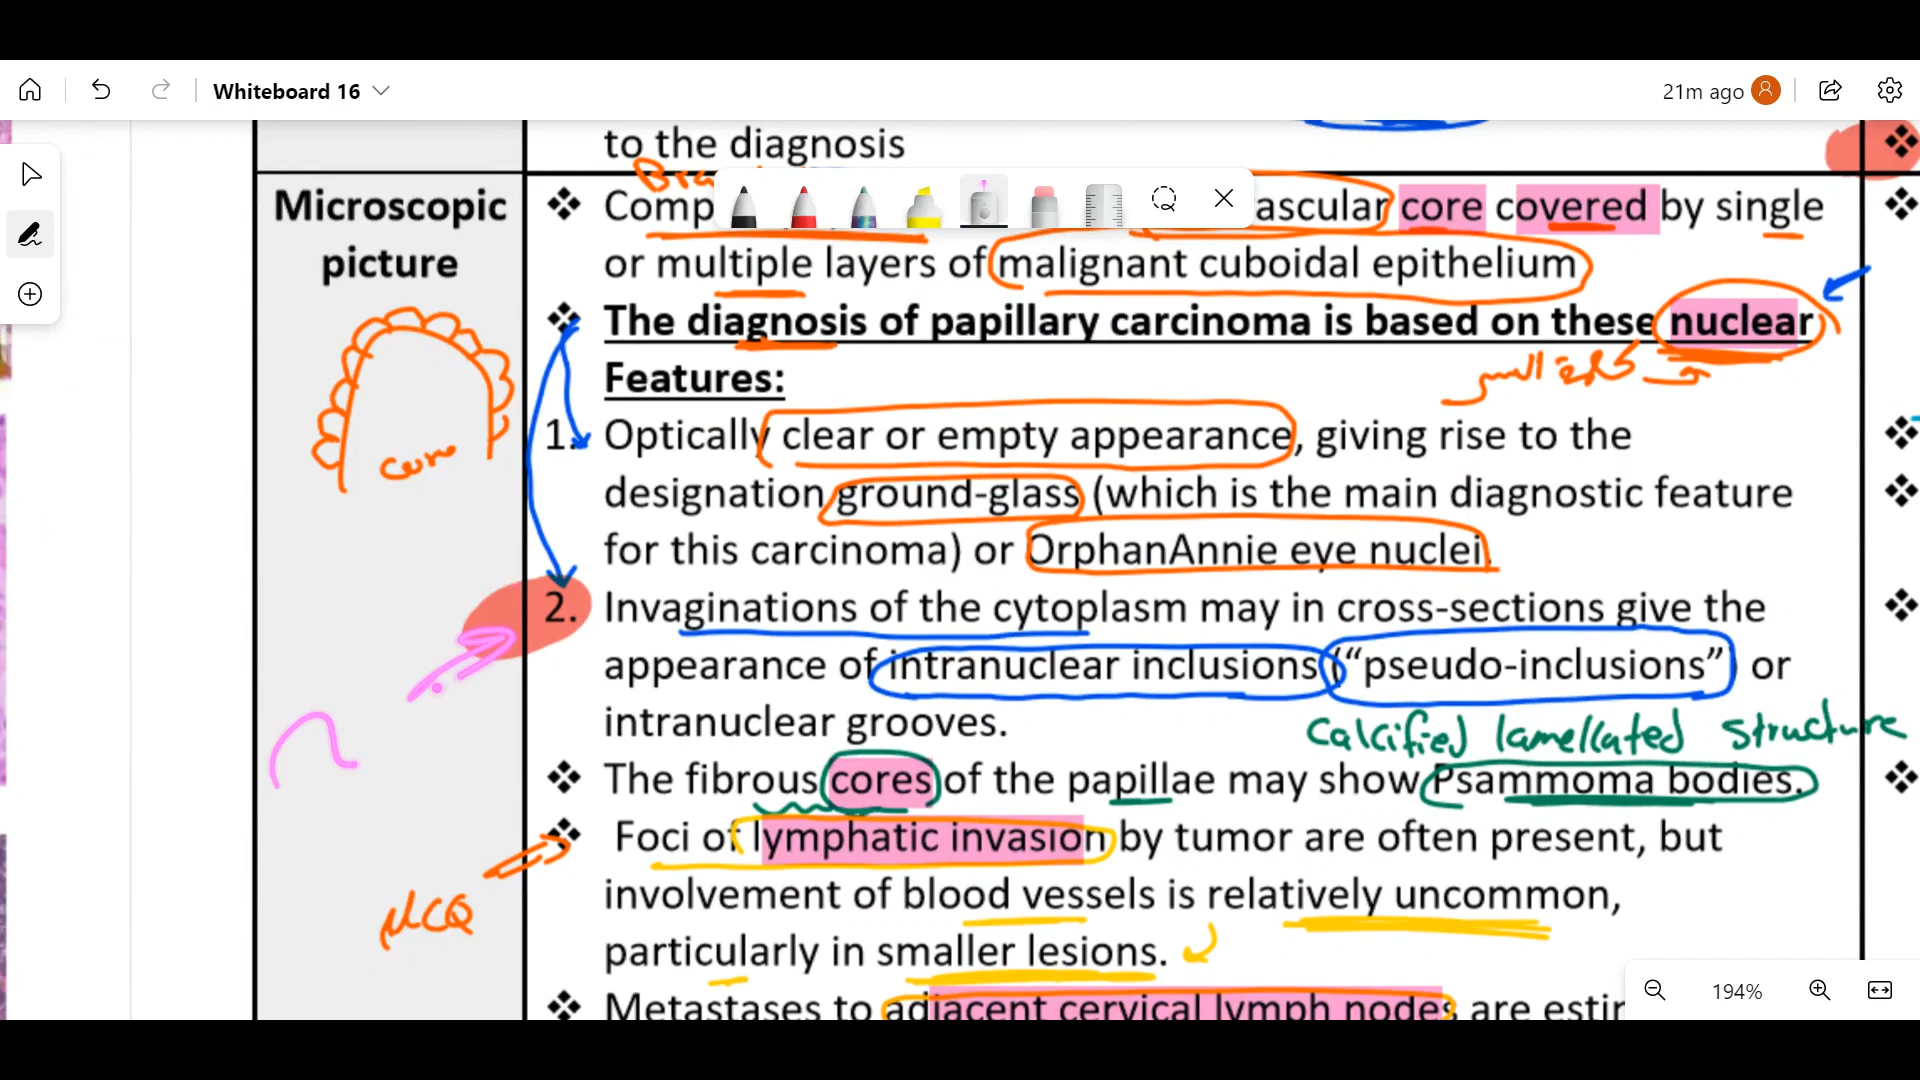 Whiteboard 16
21m ago
to the diagnosis
Microscopic
picture
Comp ascular core covered by single
or multiple layers of malignant cuboidal epithelium
The diagnosis of papillary carcinoma is based on these nuclear
Features:
core
1. Optically clear or empty appearance, giving rise to the
designation ground-glass (which is the main diagnostic feature
for this carcinoma) or OrphanAnnie eye nuclei.
2. Invaginations of the cytoplasm may in cross-sections give the
appearance of intranuclear inclusions (“pseudo-inclusions”) or
intranuclear grooves.
Calcified lamellated structure
The fibrous cores of the papillae may show Psammoma bodies.
Foci of lymphatic invasion by tumor are often present, but
MCQ
involvement of blood vessels is relatively uncommon,
particularly in smaller lesions.
Metastases to adjacent cervical lymph nodes are estir
194%